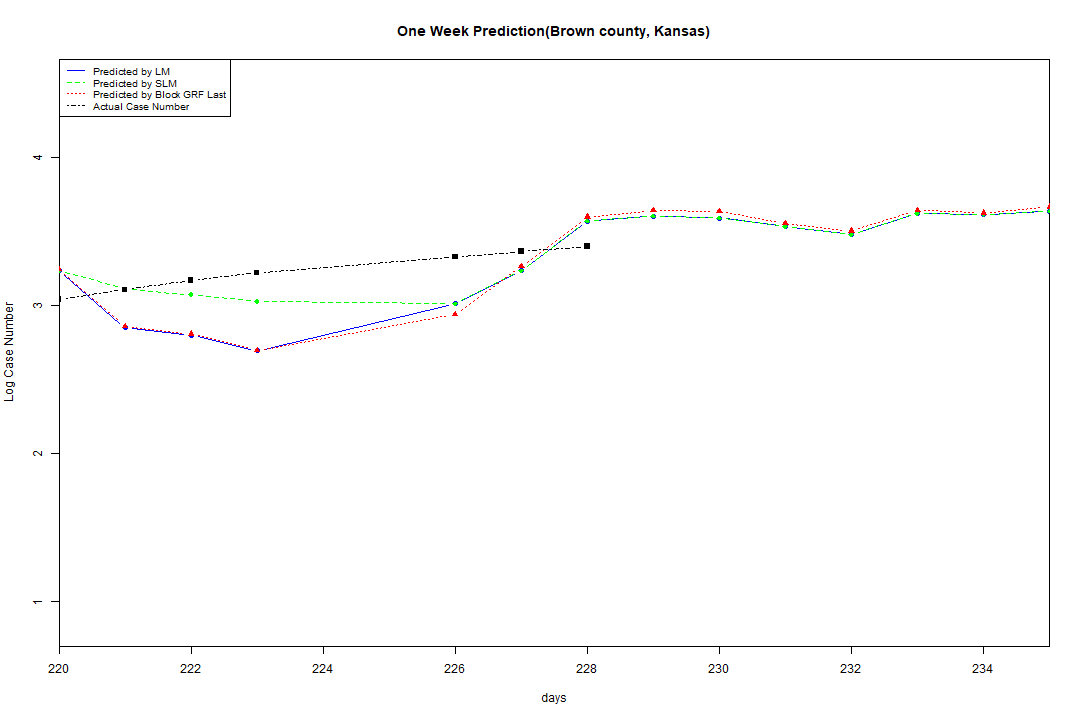 One Week Prediction(Brown county, Kansas)
Predicted by LM
Predicted by SLM
Predicted by Block GRF Last
Actual Case Number
4
3
2
1
Log Case Number
220 222 224 226 228 230 232 234
days